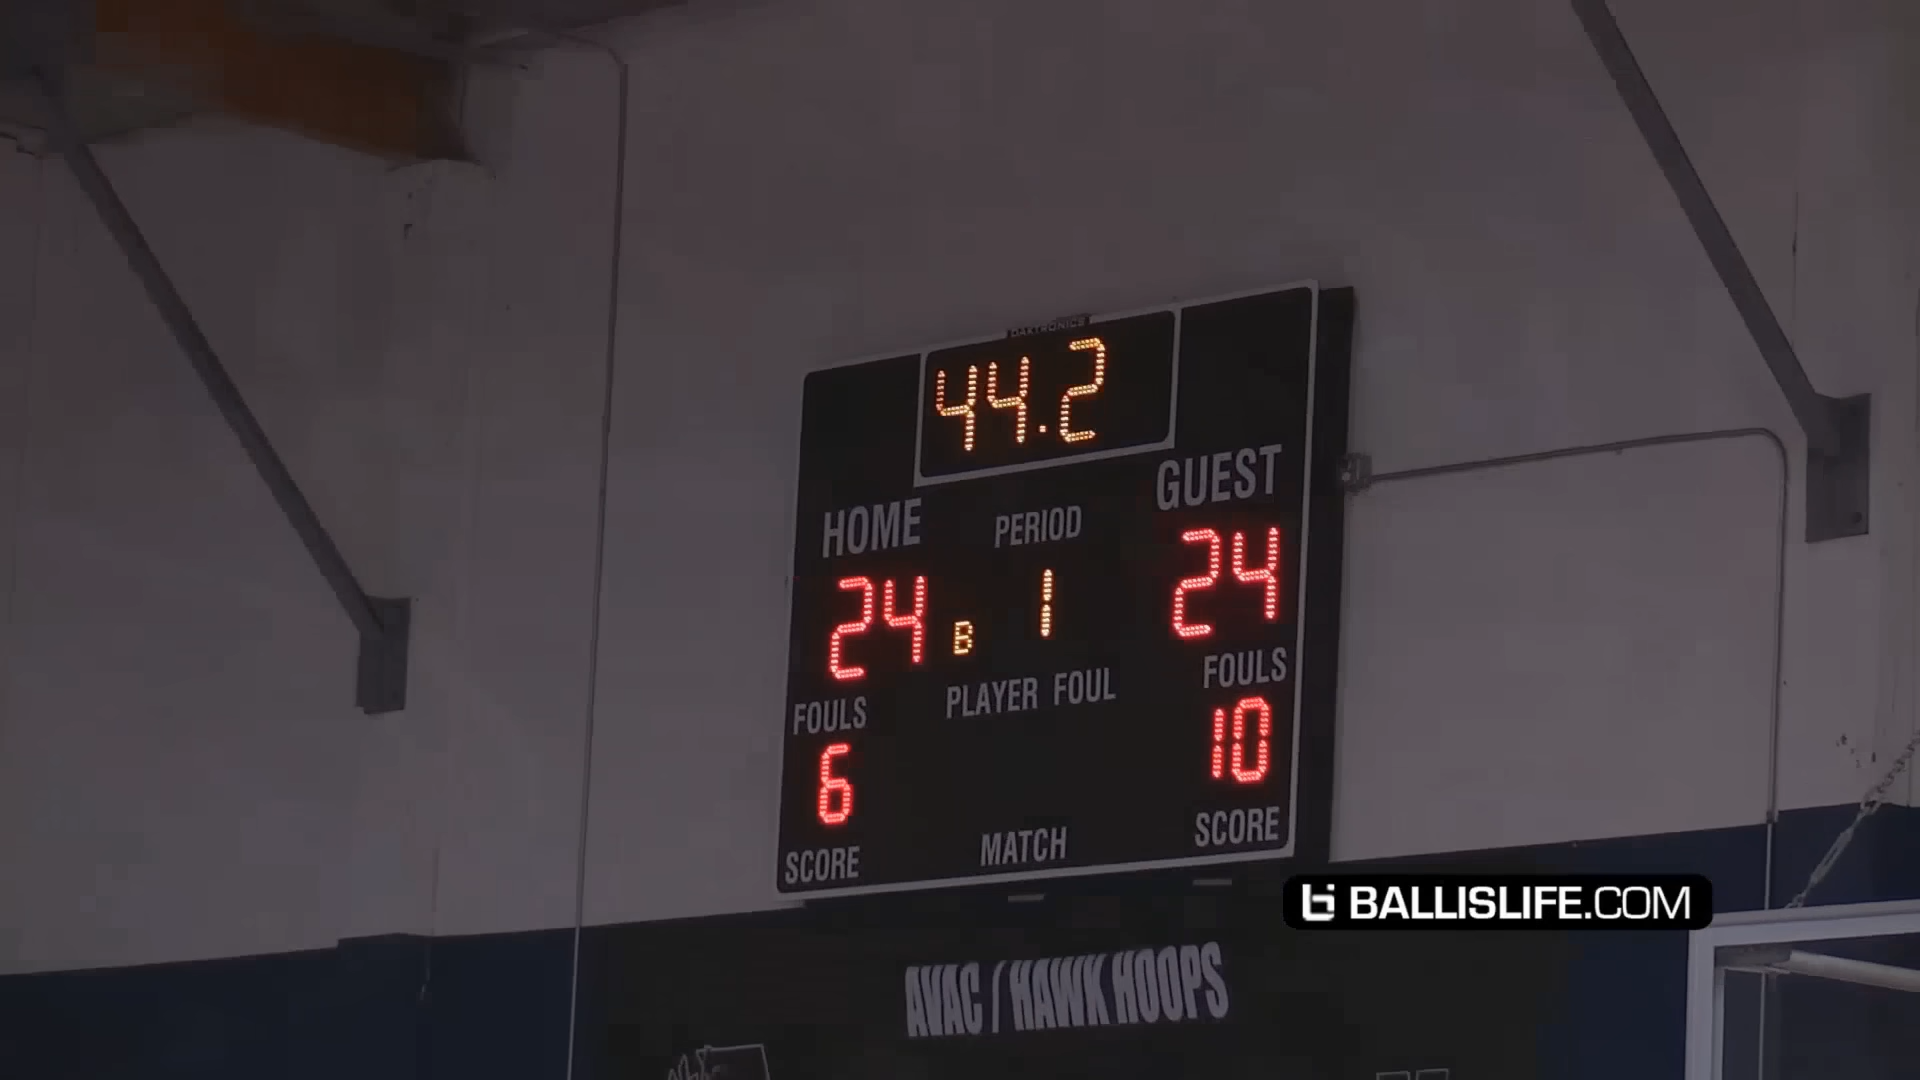 DAKTRONICS
44.2
HOME PERIOD GUEST
24 B 1 24
FOULS PLAYER FOUL FOULS
6 10
SCORE MATCH SCORE
BALLISLIFE.COM
AVAC / HAWK HOOPS